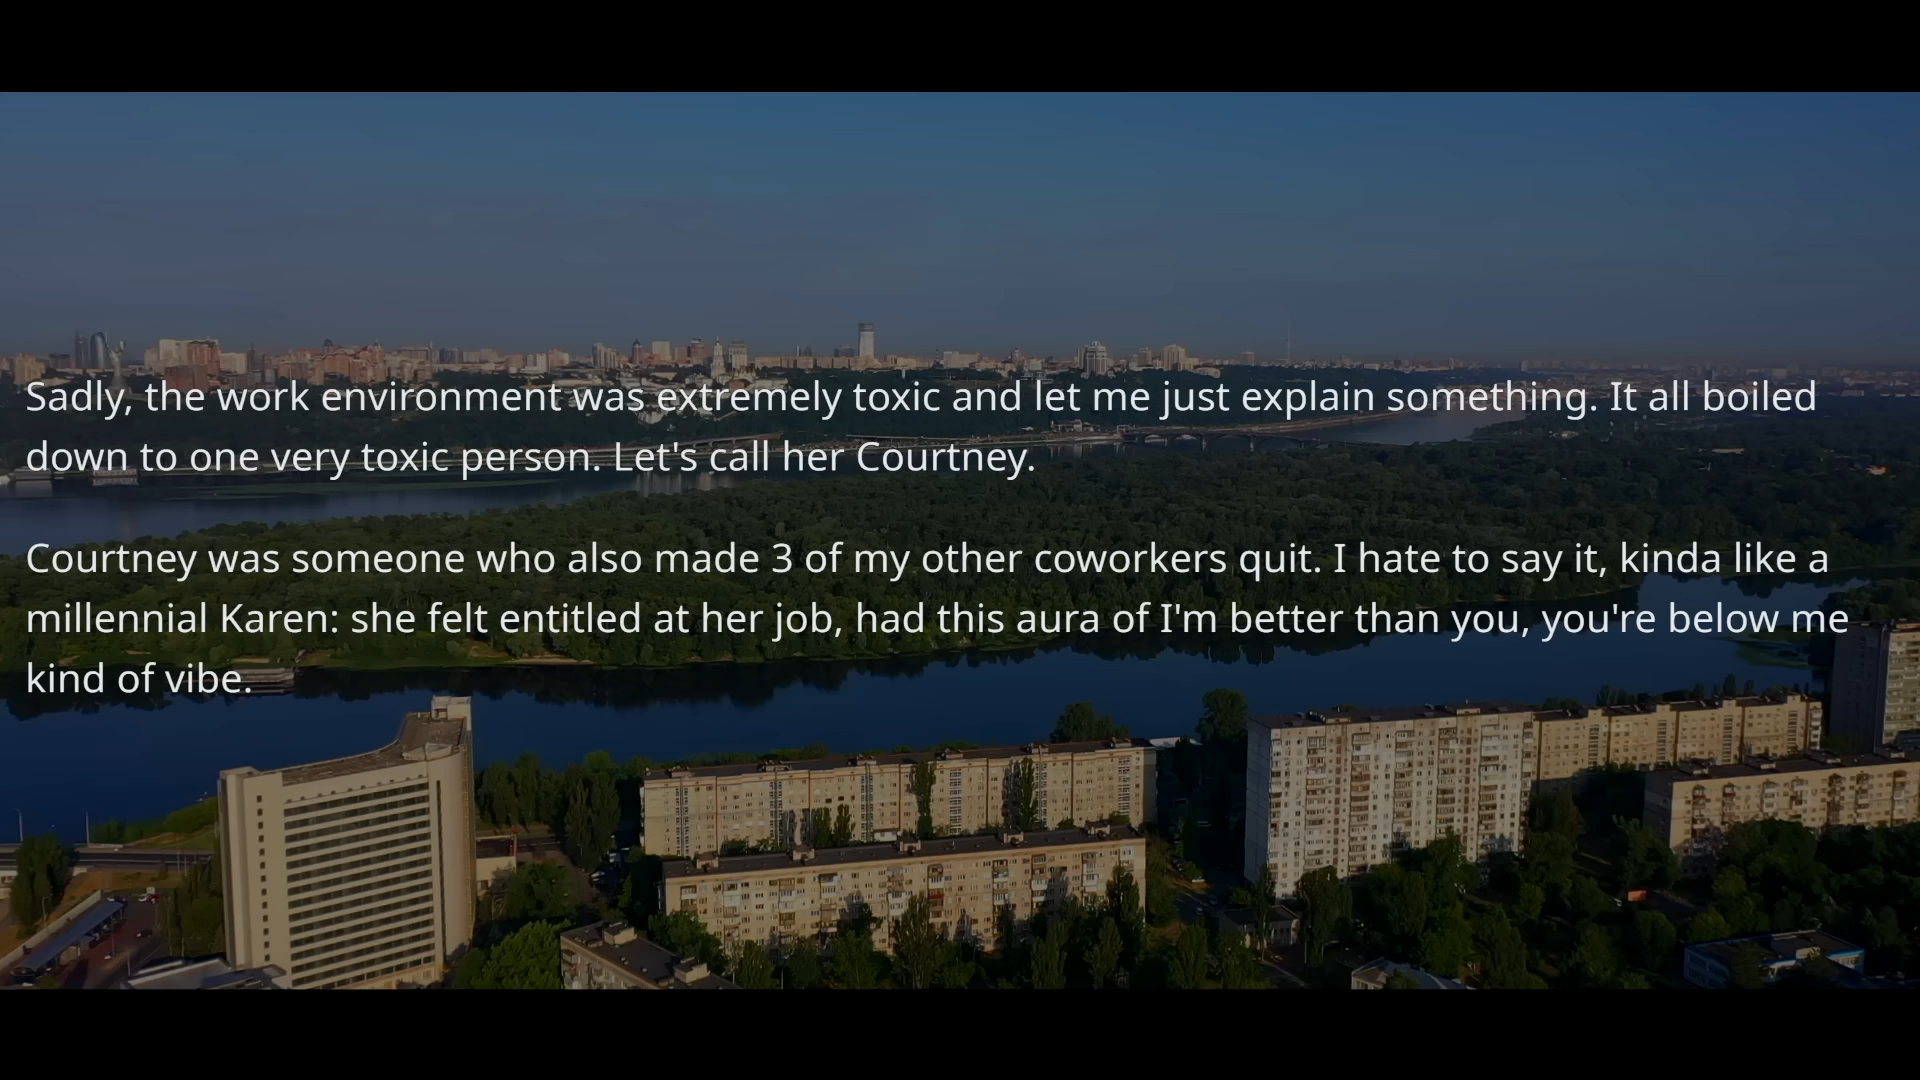 Sadly, the work environment was extremely toxic and let me just explain something. It all boiled
down to one very toxic person. Let's call her Courtney.
Courtney was someone who also made 3 of my other coworkers quit. I hate to say it, kinda like a
millennial Karen: she felt entitled at her job, had this aura of I'm better than you, you're below me
kind of vibe.